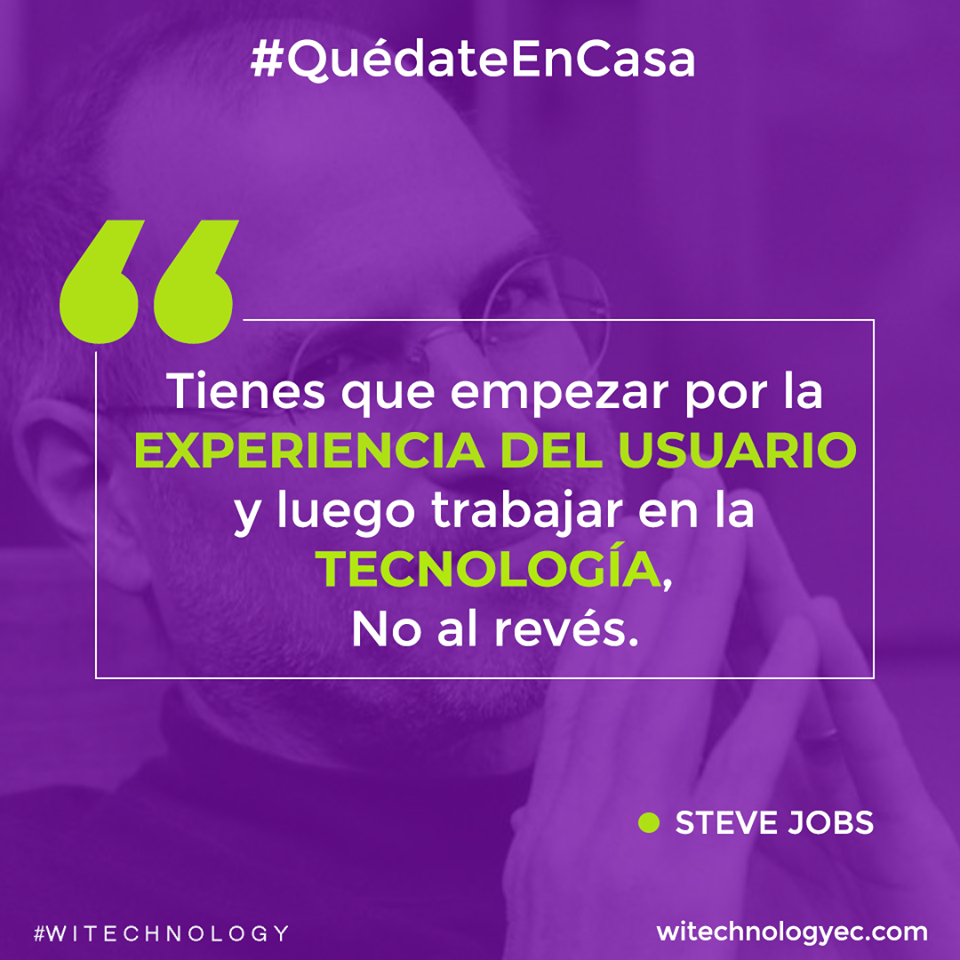 #QuédateEnCasa
“
Tienes que empezar por la
EXPERIENCIA DEL USUARIO
y luego trabajar en la
TECNOLOGÍA,
No al revés.
STEVE JOBS
#WITECHNOLOGY
witechnologyec.com